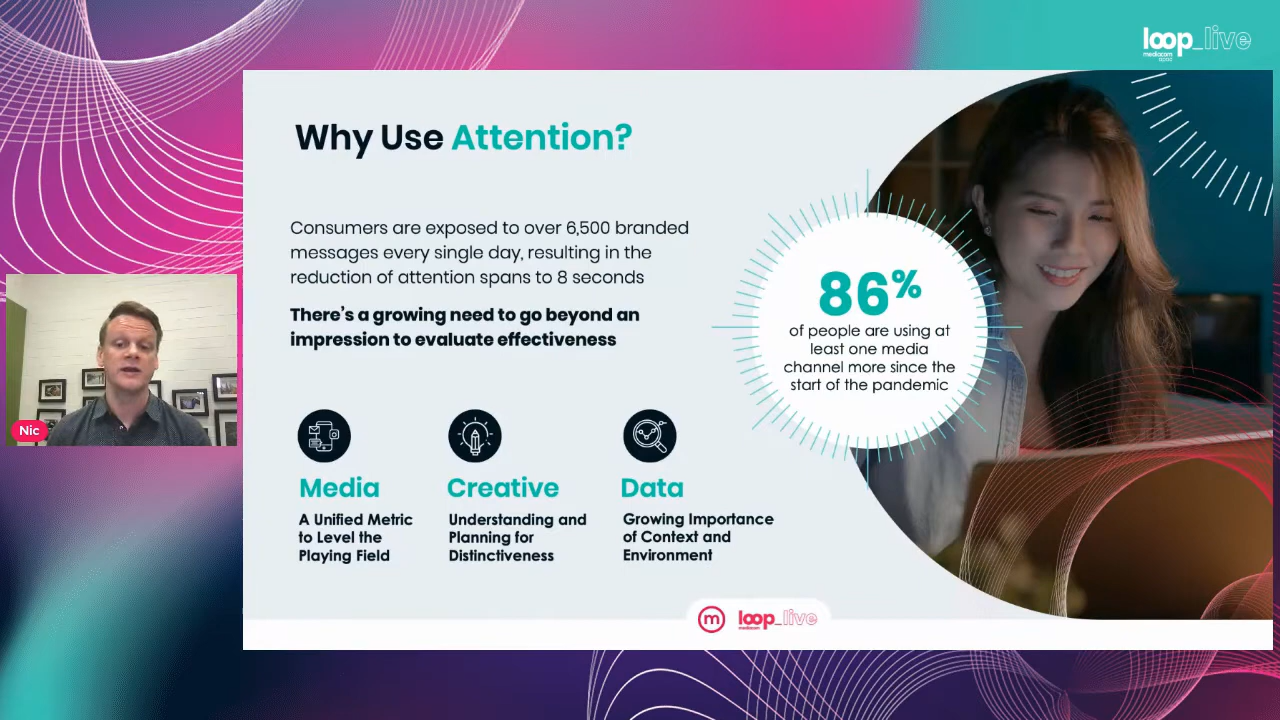 loop_live
mediacom
apac
Why Use Attention?
Consumers are exposed to over 6,500 branded
messages every single day, resulting in the
reduction of attention spans to 8 seconds
There's a growing need to go beyond an
impression to evaluate effectiveness
86%
of people are using at
least one media
channel more since the
start of the pandemic
Nic
Media
A Unified Metric
to Level the
Playing Field
Creative
Understanding and
Planning for
Distinctiveness
Data
Growing Importance
of Context and
Environment
m
loop_live
mediacom